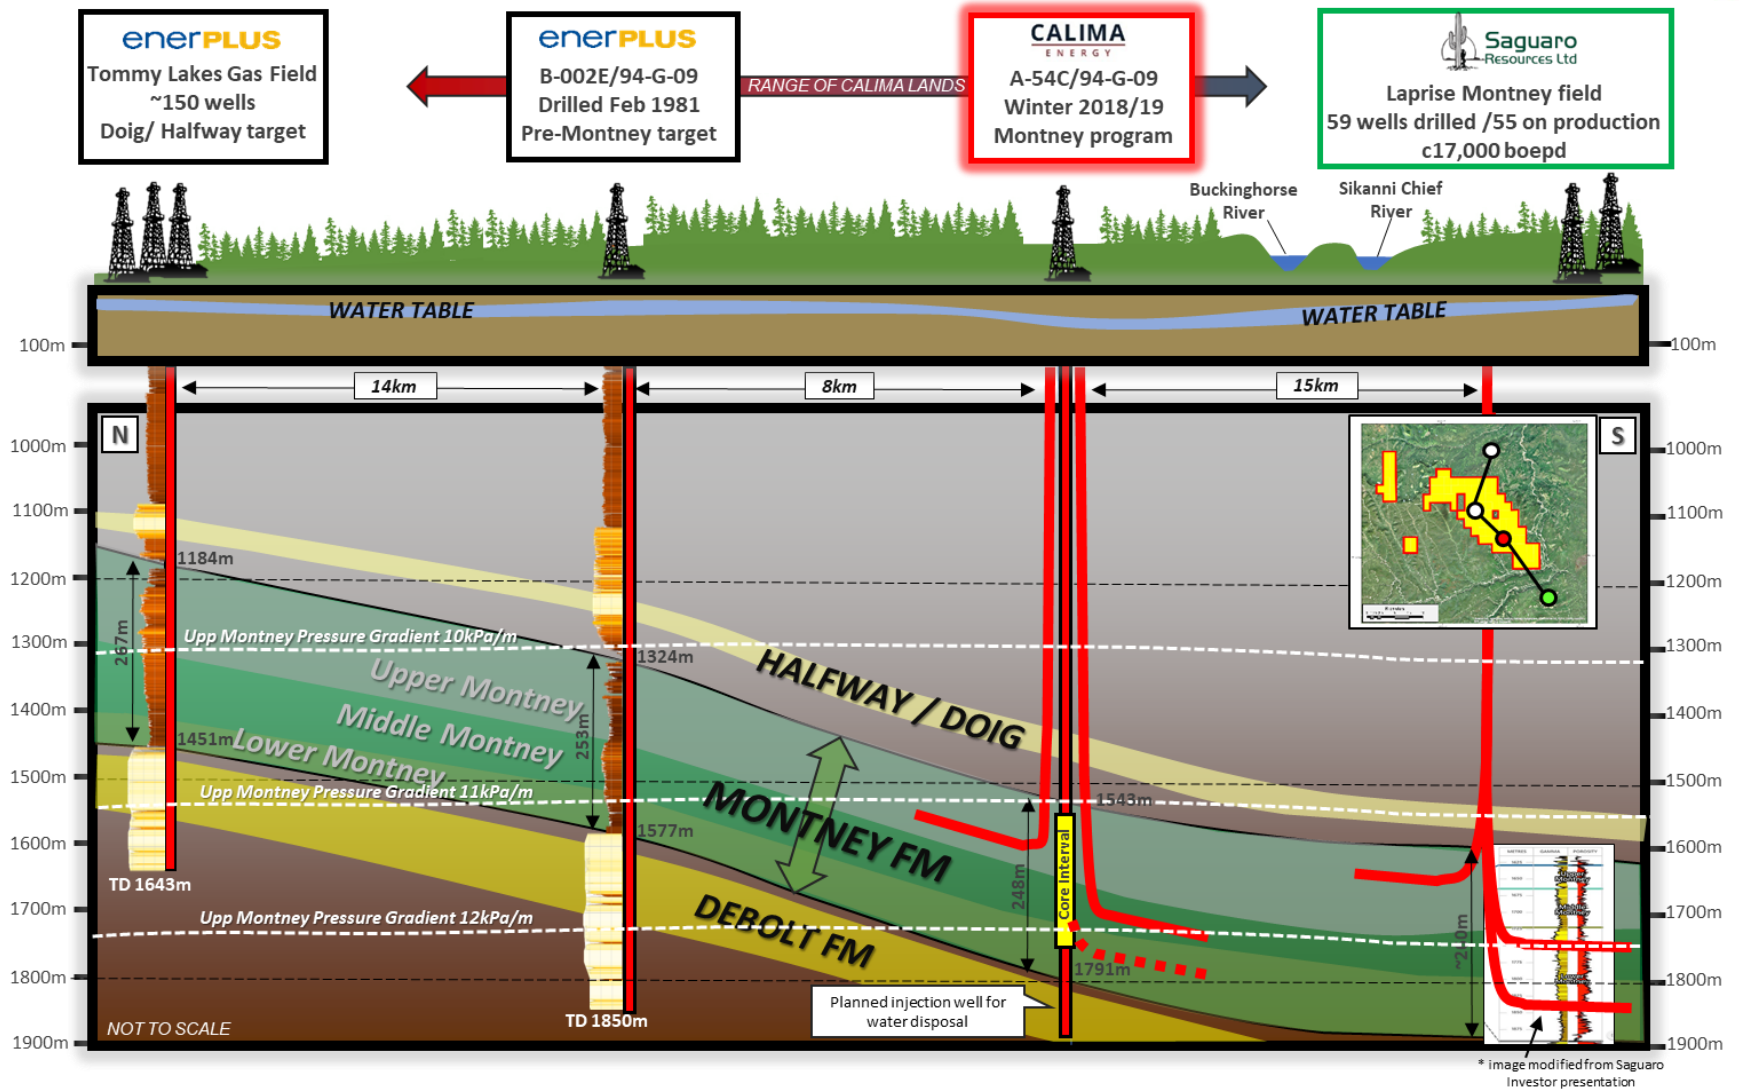 enerPLUS
Tommy Lakes Gas Field
~150 wells
Doig/ Halfway target
enerPLUS
B-002E/94-G-09
Drilled Feb 1981
Pre-Montney target
RANGE OF CALIMA LANDS
CALIMA
ENERGY
A-54C/94-G-09
Winter 2018/19
Montney program
Saguaro
Resources Ltd
Laprise Montney field
59 wells drilled /55 on production
c17,000 boepd
Buckinghorse
River
Sikanni Chief
River
WATER TABLE
WATER TABLE
100m
100m
14km
8km
15km
N
S
1000m
1100m
1200m
1300m
1400m
1500m
1600m
1700m
1800m
1900m
1000m
1100m
1200m
1300m
1400m
1500m
1600m
1700m
1800m
1900m
1184m
267m
1451m
TD 1643m
1324m
253m
1577m
TD 1850m
Upp Montney Pressure Gradient 10kPa/m
Upper Montney
Middle Montney
Lower Montney
Upp Montney Pressure Gradient 11kPa/m
Upp Montney Pressure Gradient 12kPa/m
HALFWAY / DOIG
MONTNEY FM
DEBOLT FM
1543m
248m
Core Interval
1791m
Planned injection well for
water disposal
METRES GAMMA POROSITY
Montney
Middle
Montney
Montney
NOT TO SCALE
* image modified from Saguaro
Investor presentation